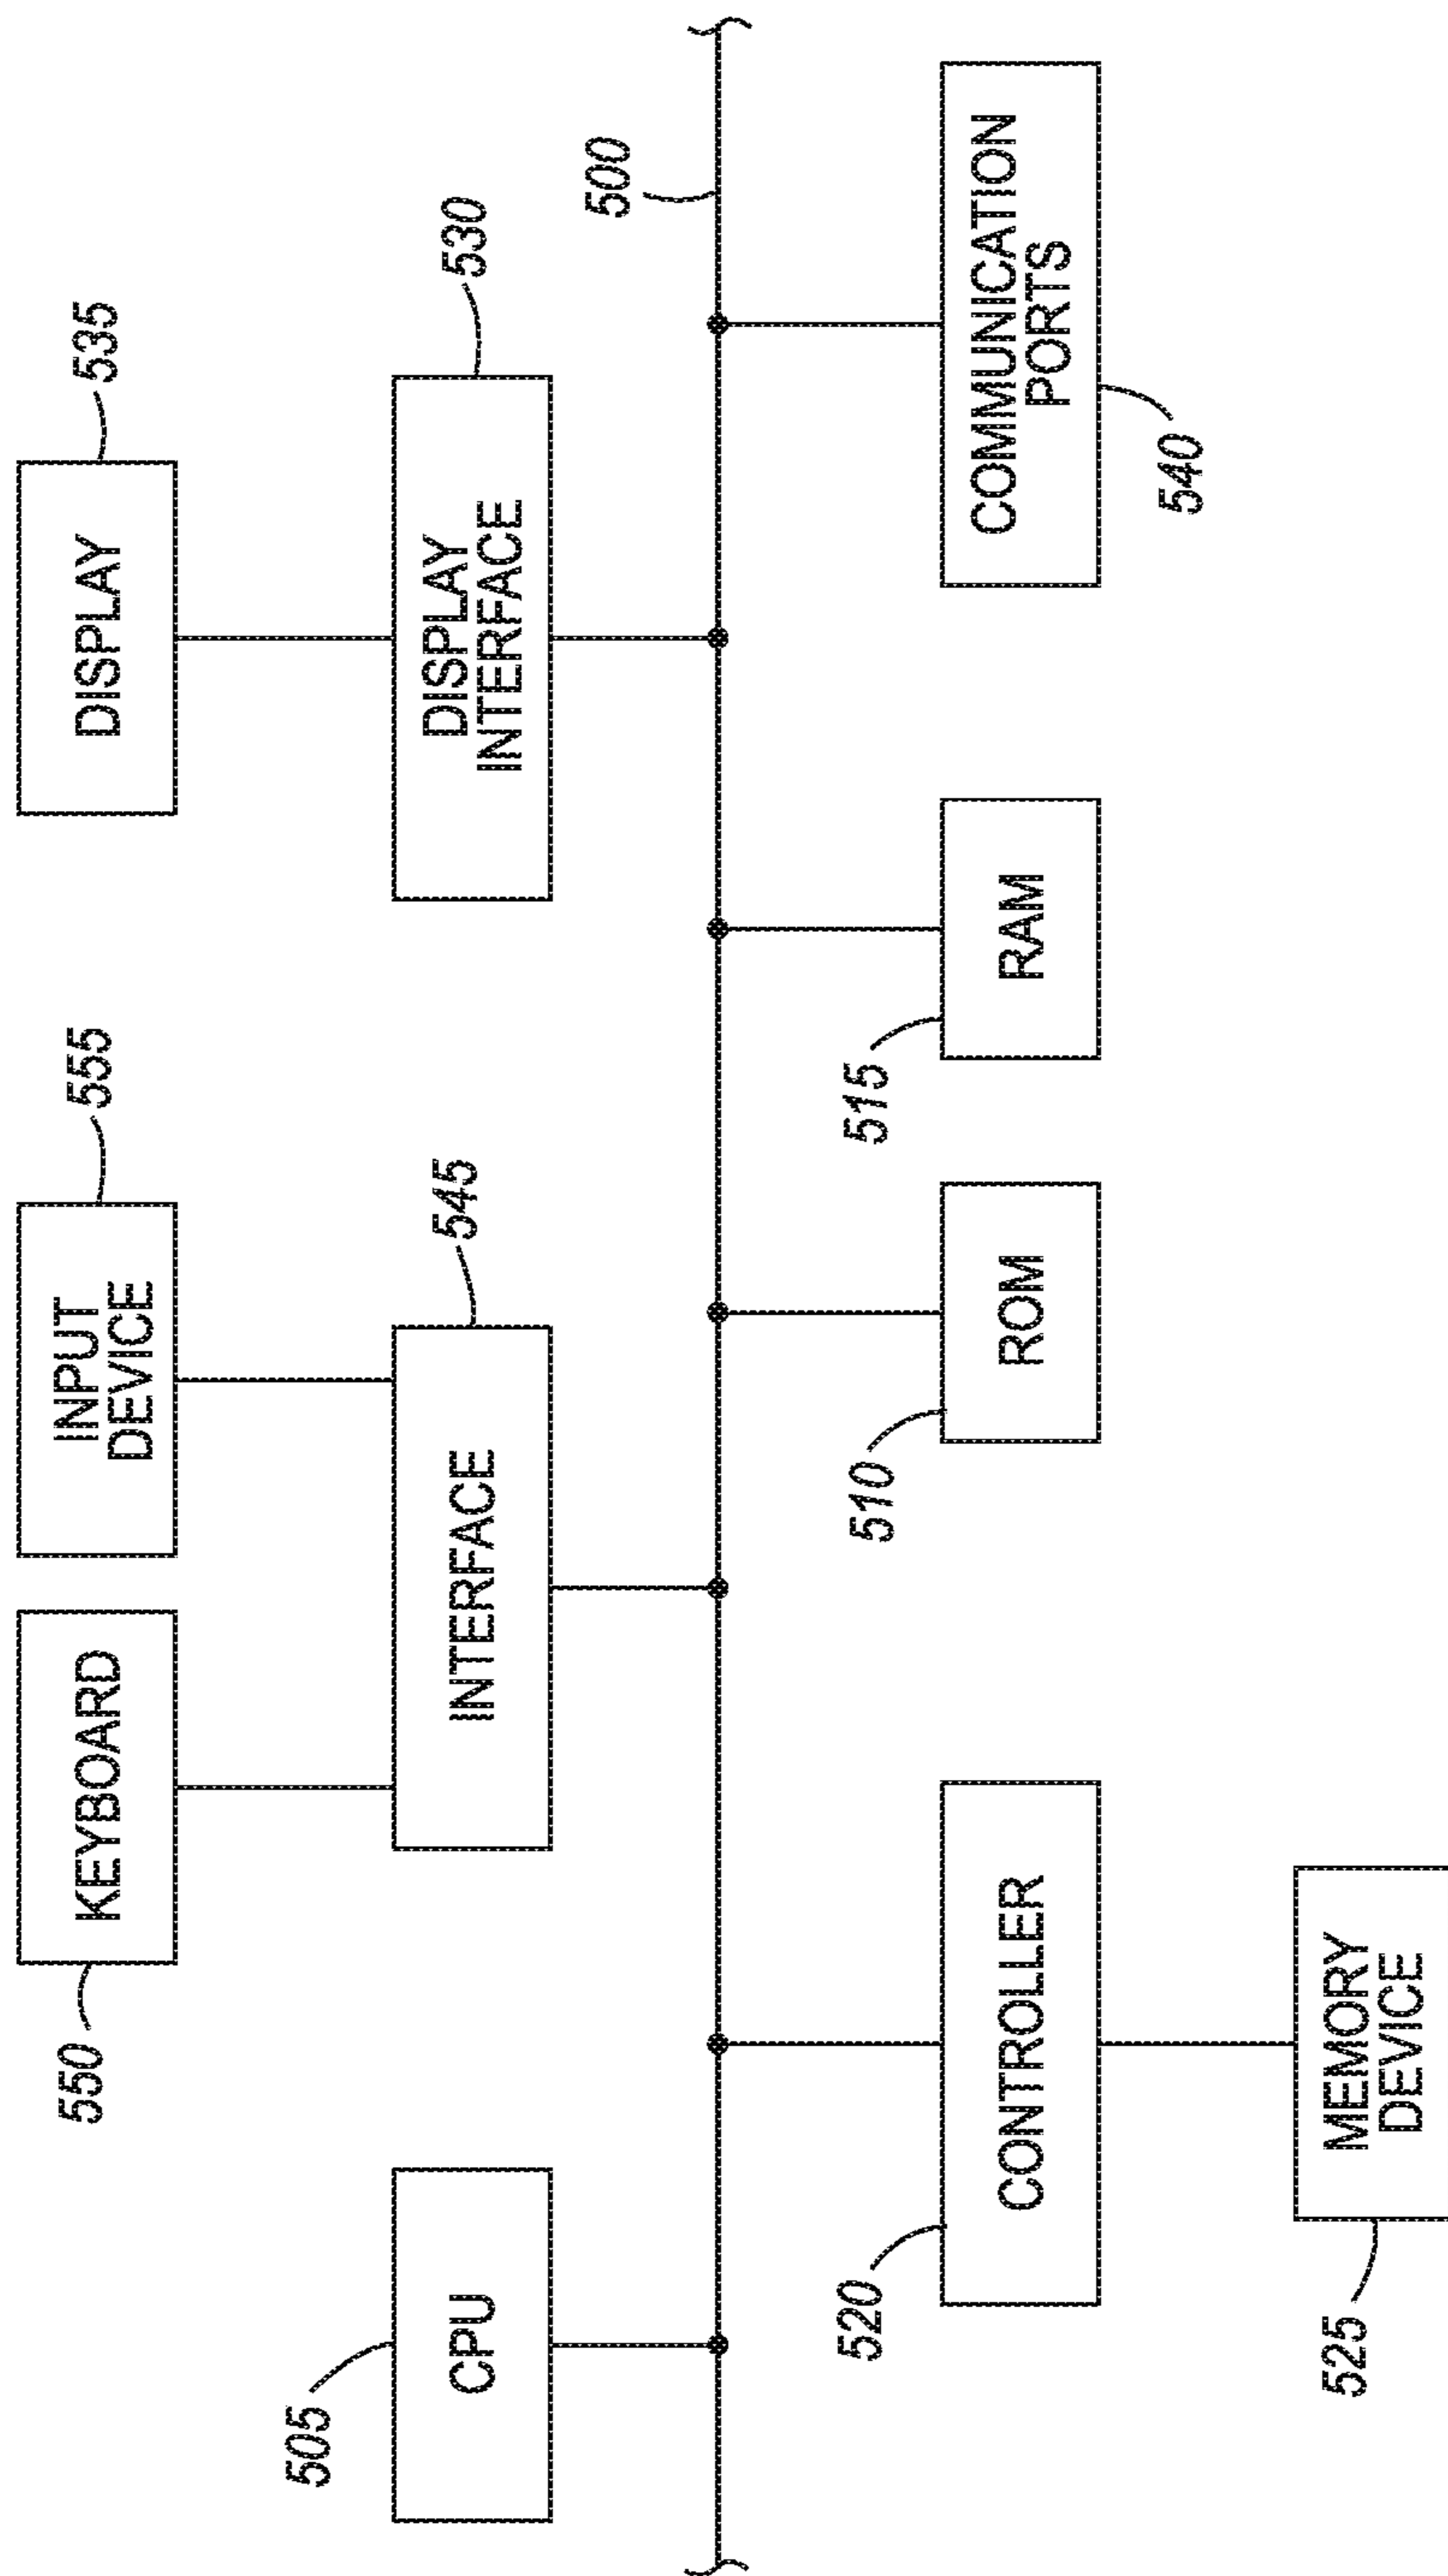 550
KEYBOARD
INPUT
DEVICE
555
DISPLAY
535
505
CPU
INTERFACE
545
DISPLAY
INTERFACE
530
500
520
CONTROLLER
510
ROM
515
RAM
COMMUNICATION
PORTS
540
525
MEMORY
DEVICE